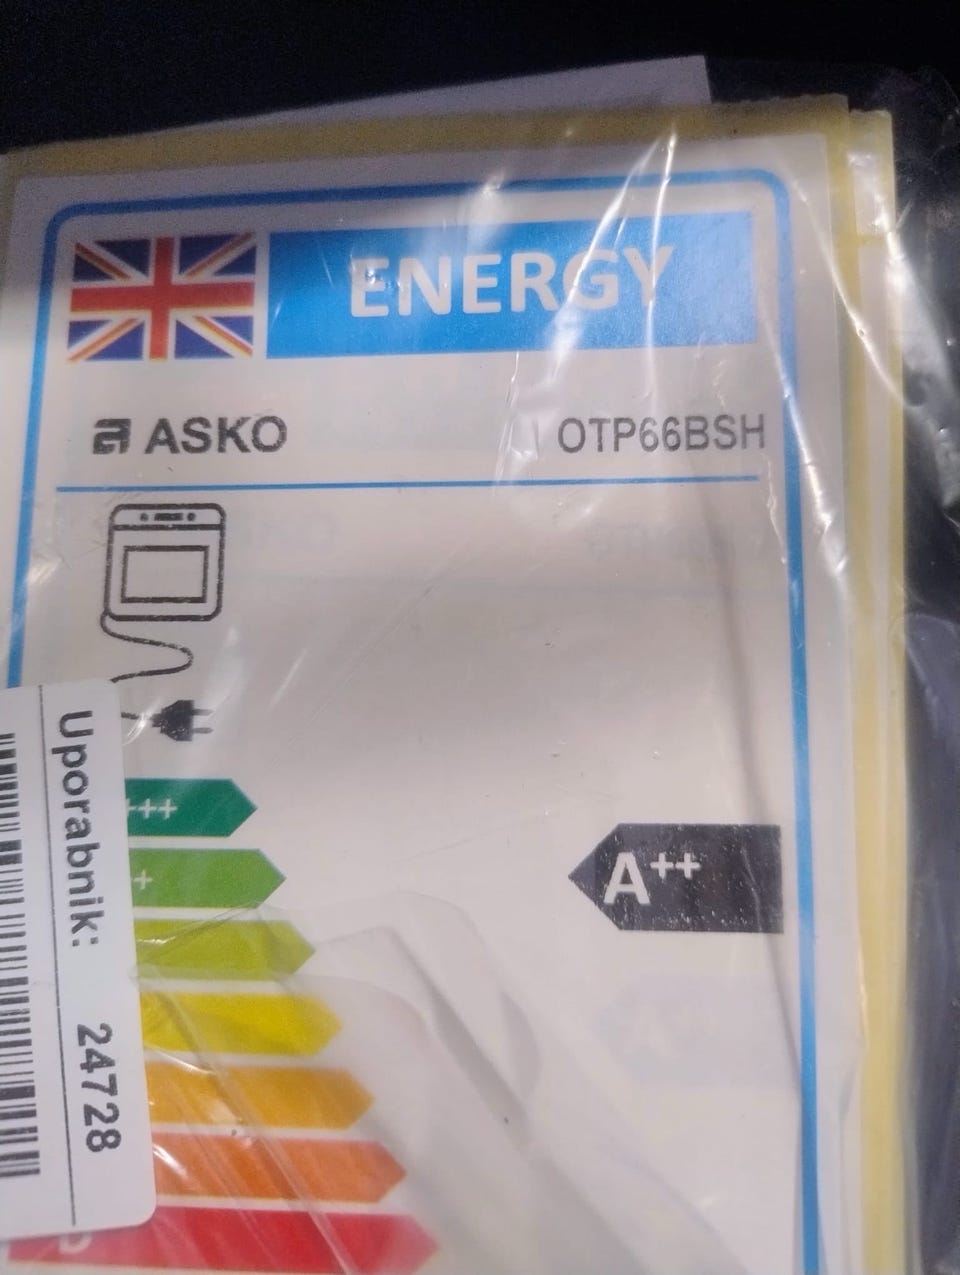 ENERGY
ASKO OTP66BSH
+++
+
A++
Uporabnik: 24728